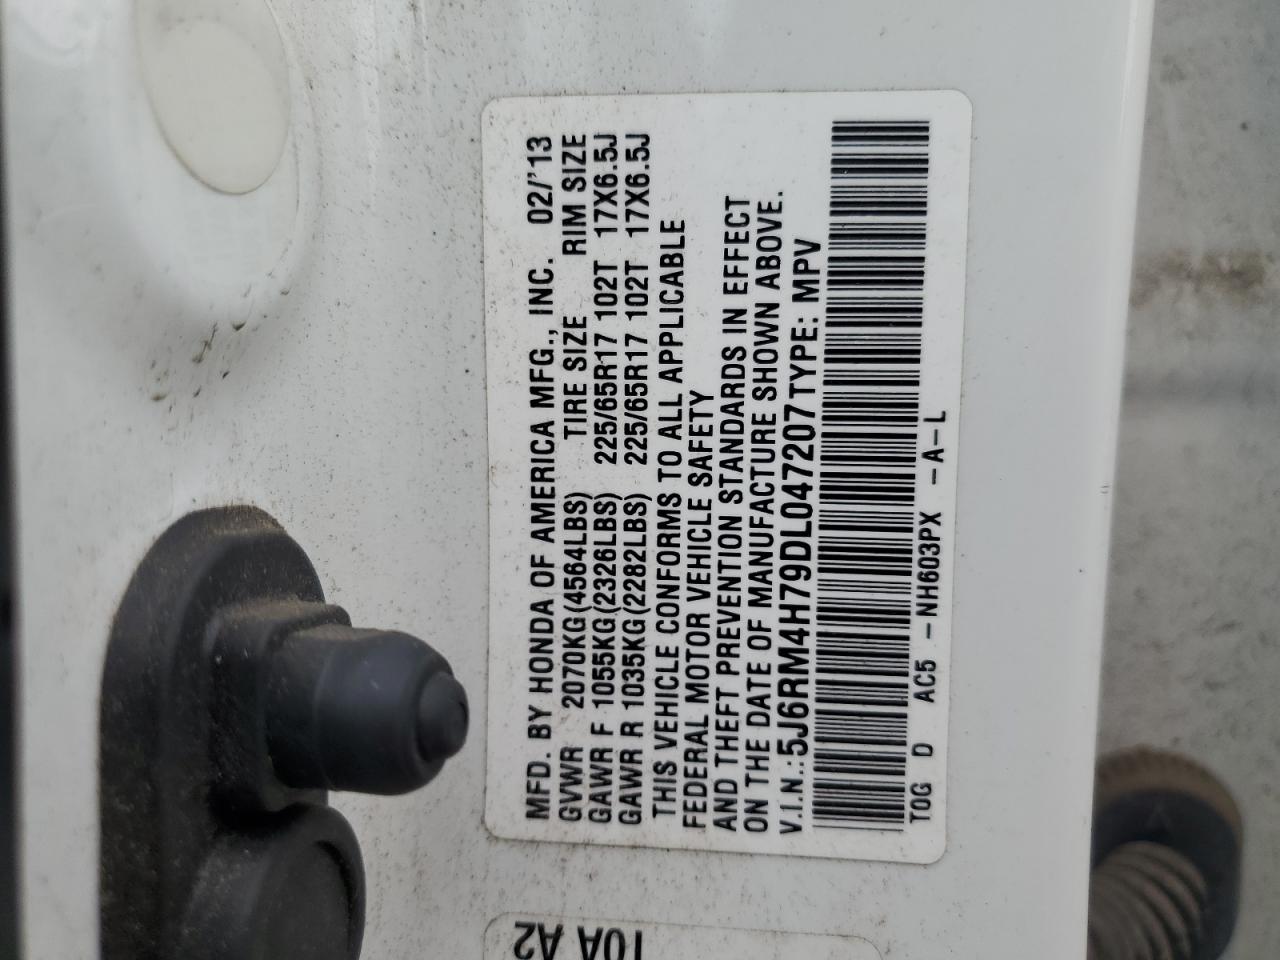 MFD. BY HONDA OF AMERICA MFG., INC. 02/'13
GVWR 2070KG(4564LBS) TIRE SIZE RIM SIZE
GAWR F 1055KG(2326LBS) 225/65R17 102T 17X6.5J
GAWR R 1035KG(2282LBS) 225/65R17 102T 17X6.5J
THIS VEHICLE CONFORMS TO ALL APPLICABLE
FEDERAL MOTOR VEHICLE SAFETY
AND THEFT PREVENTION STANDARDS IN EFFECT
ON THE DATE OF MANUFACTURE SHOWN ABOVE.
V.I.N.:5J6RM4H79DL047207 TYPE: MPV
TOG D AC5 -NH603PX -A-L
T0A A2